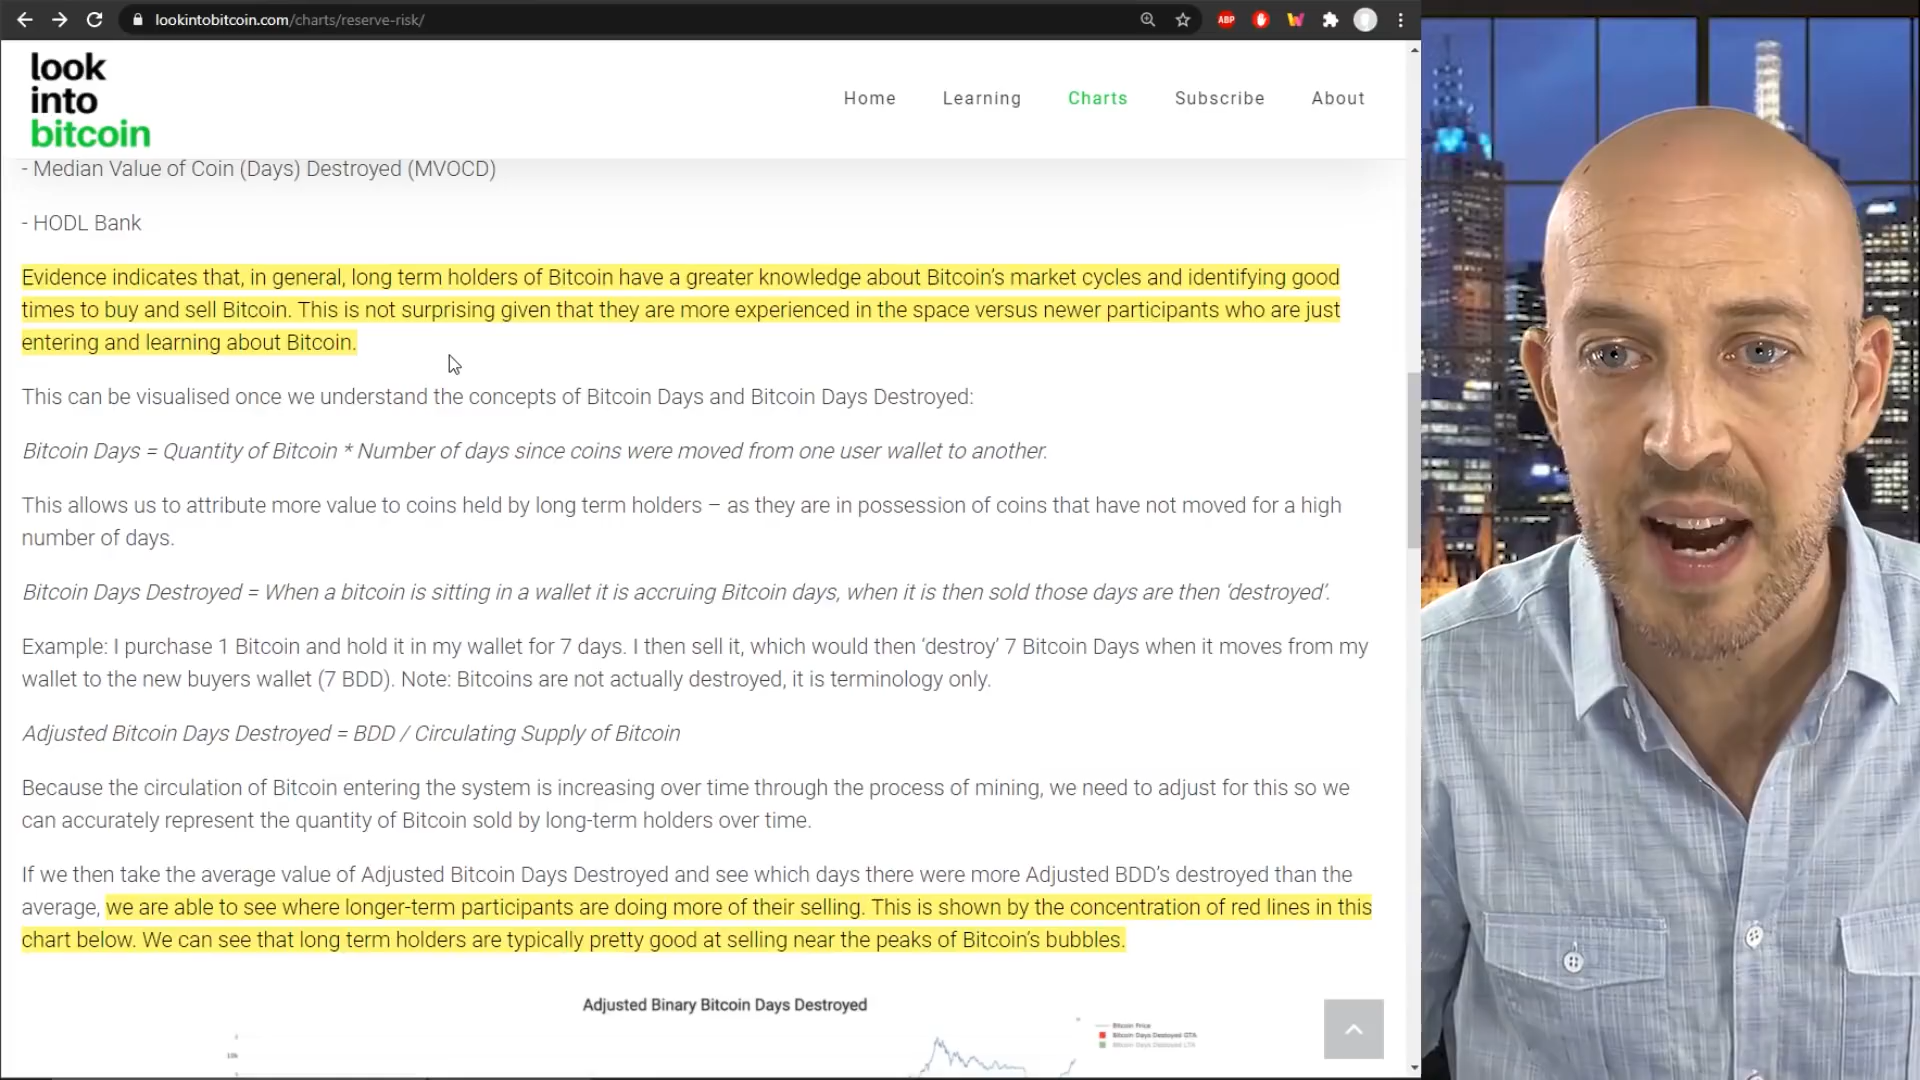 lookintobitcoin.com/charts/reserve-risk/
ABP
look
into
bitcoin
Home Learning Charts Subscribe About
- Median Value of Coin (Days) Destroyed (MVOCD)
- HODL Bank
Evidence indicates that, in general, long term holders of Bitcoin have a greater knowledge about Bitcoin’s market cycles and identifying good
times to buy and sell Bitcoin. This is not surprising given that they are more experienced in the space versus newer participants who are just
entering and learning about Bitcoin.
This can be visualised once we understand the concepts of Bitcoin Days and Bitcoin Days Destroyed:
Bitcoin Days = Quantity of Bitcoin * Number of days since coins were moved from one user wallet to another.
This allows us to attribute more value to coins held by long term holders – as they are in possession of coins that have not moved for a high
number of days.
Bitcoin Days Destroyed = When a bitcoin is sitting in a wallet it is accruing Bitcoin days, when it is then sold those days are then ‘destroyed’.
Example: I purchase 1 Bitcoin and hold it in my wallet for 7 days. I then sell it, which would then ‘destroy’ 7 Bitcoin Days when it moves from my
wallet to the new buyers wallet (7 BDD). Note: Bitcoins are not actually destroyed, it is terminology only.
Adjusted Bitcoin Days Destroyed = BDD / Circulating Supply of Bitcoin
Because the circulation of Bitcoin entering the system is increasing over time through the process of mining, we need to adjust for this so we
can accurately represent the quantity of Bitcoin sold by long-term holders over time.
If we then take the average value of Adjusted Bitcoin Days Destroyed and see which days there were more Adjusted BDD’s destroyed than the
average, we are able to see where longer-term participants are doing more of their selling. This is shown by the concentration of red lines in this
chart below. We can see that long term holders are typically pretty good at selling near the peaks of Bitcoin’s bubbles.
Adjusted Binary Bitcoin Days Destroyed
Bitcoin Price
Bitcoin Days Destroyed GTA
Bitcoin Days Destroyed LTA
10k